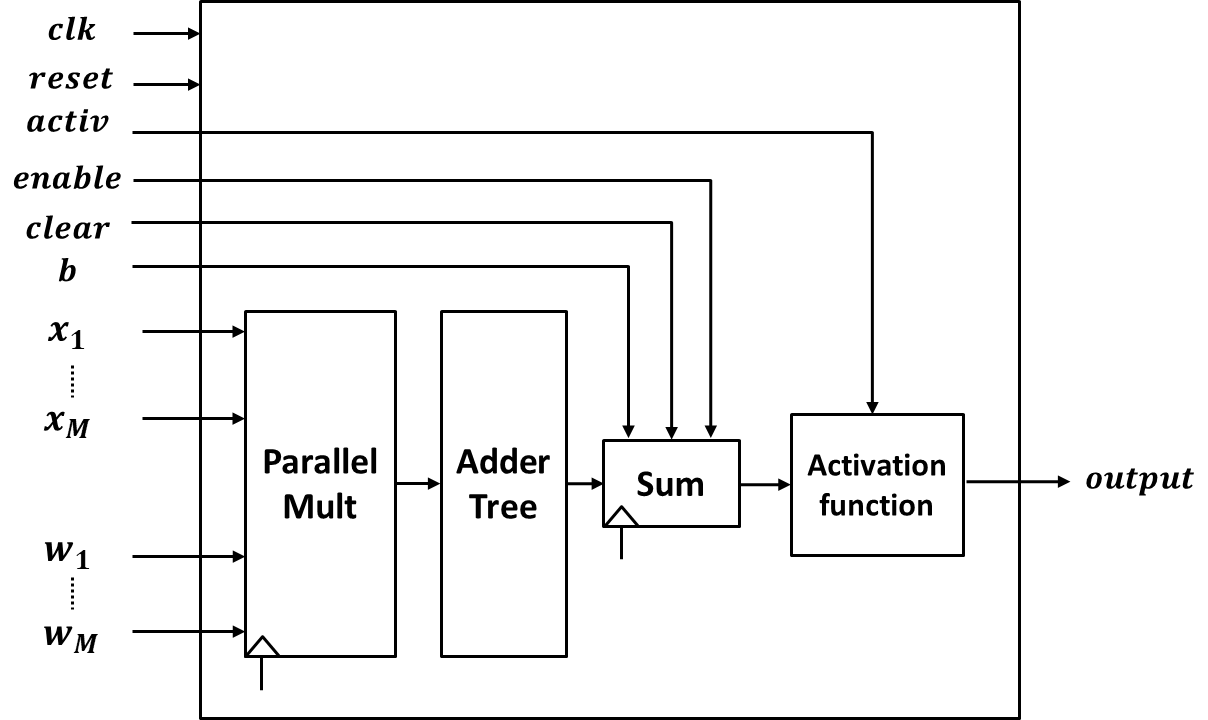 clk
reset
activ
enable
clear
b
x1
xM
w1
wM
Parallel
Mult
Adder
Tree
Sum
Activation
function
output